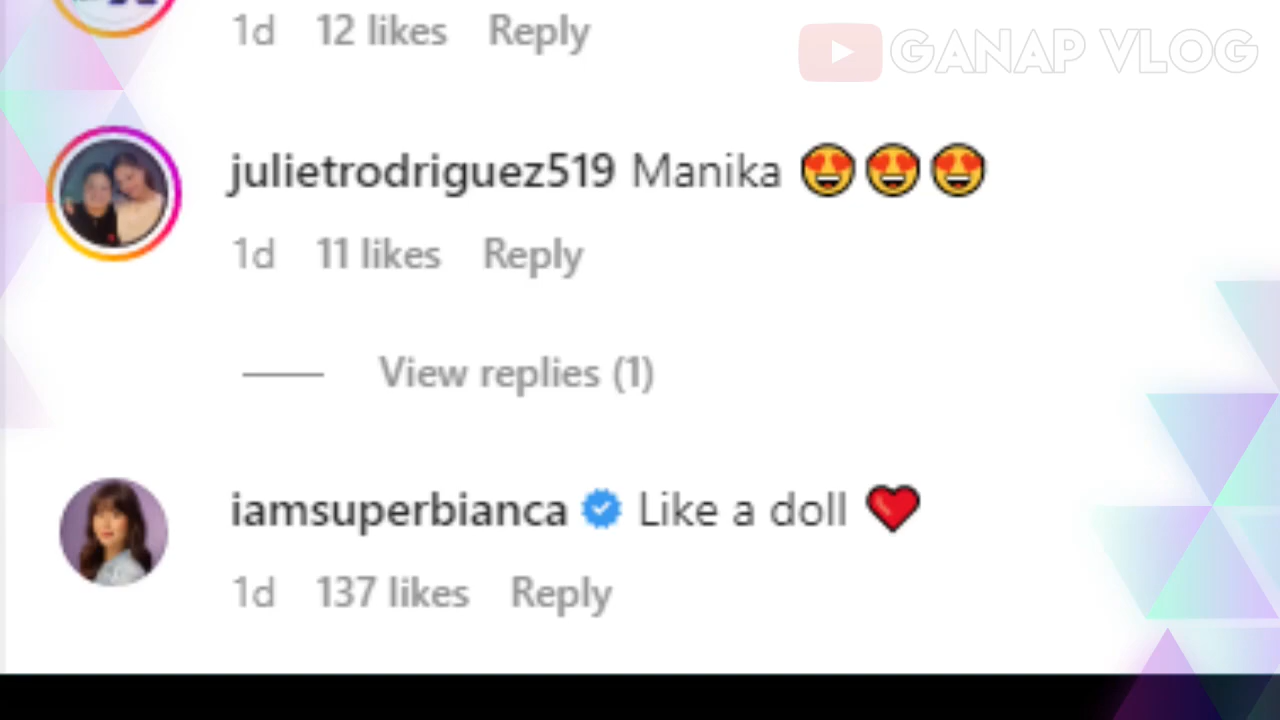 1d 12 likes Reply
GANAP VLOG
julietrodriguez519 Manika 😍😍😍
1d 11 likes Reply
View replies (1)
iamsuperbianca Like a doll ❤️
1d 137 likes Reply